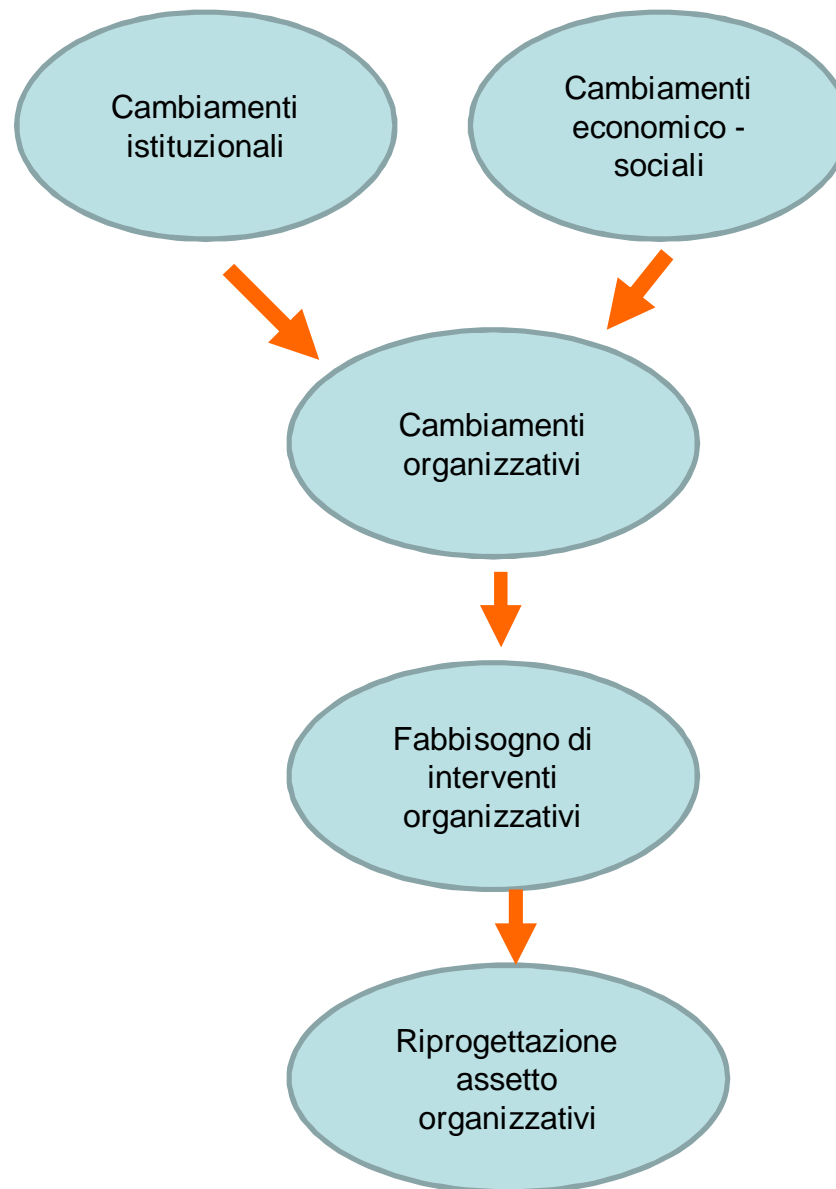 Cambiamenti
istituzionali
Cambiamenti
economico -
sociali
Cambiamenti
organizzativi
Fabbisogno di
interventi
organizzativi
Riprogettazione
assetto
organizzativi